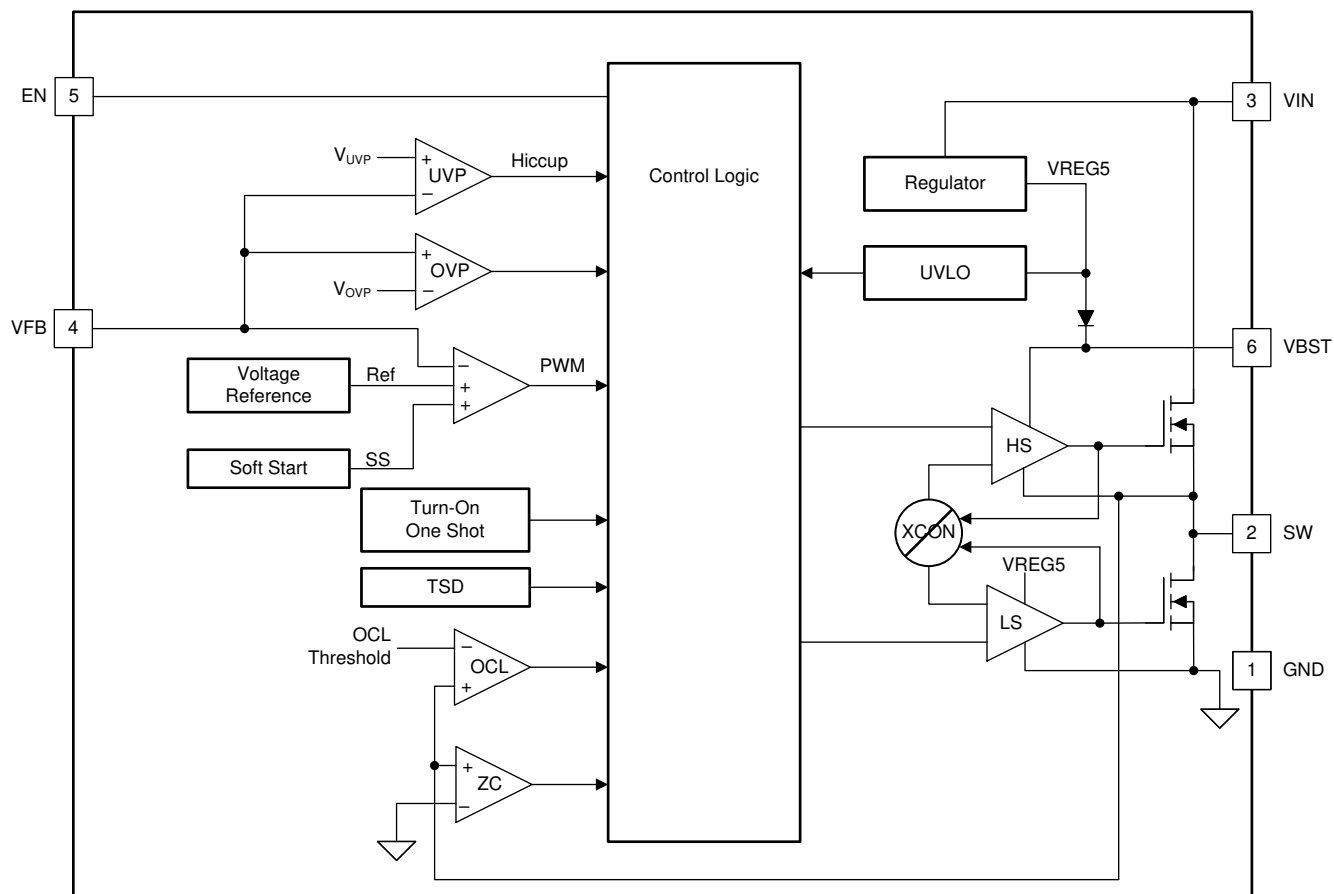 EN 5
3 VIN
VUVP + UVP − Hiccup
Control Logic
Regulator
VREG5
+ OVP −
VOVP
UVLO
VFB 4
6 VBST
Voltage
Reference
Ref
− + +
PWM
Soft Start
SS
HS
Turn-On
One Shot
XCON
2 SW
TSD
VREG5
LS
OCL
Threshold
− OCL +
1 GND
+ ZC −